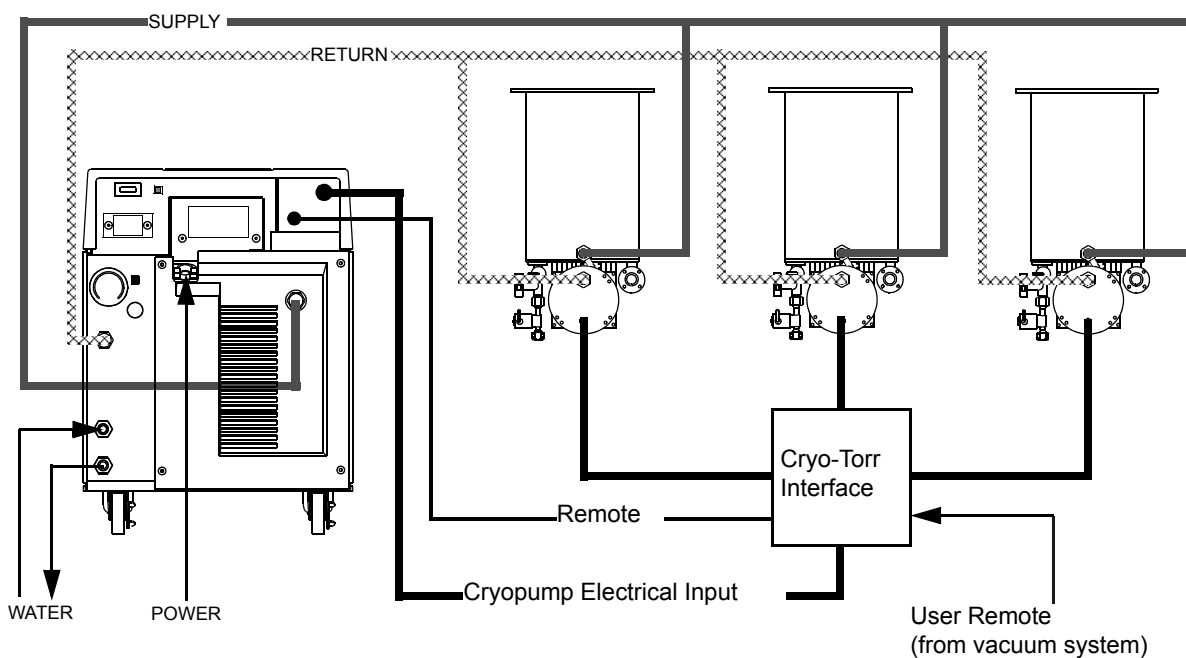 SUPPLY
RETURN
Cryo-Torr
Interface
Remote
Cryopump Electrical Input
WATER
POWER
User Remote
(from vacuum system)